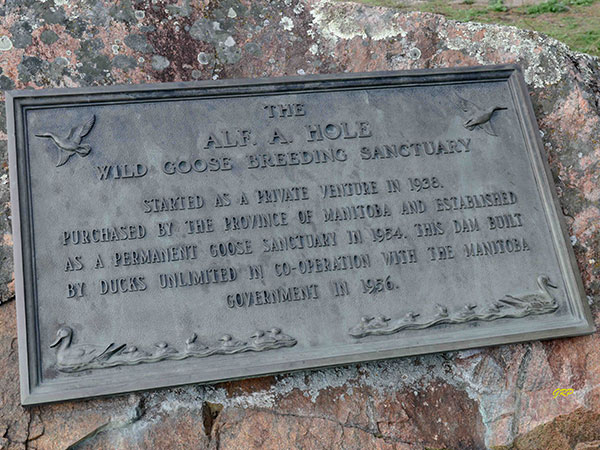 THE
ALF. A. HOLE
WILD GOOSE BREEDING SANCTUARY
STARTED AS A PRIVATE VENTURE IN 1938.
PURCHASED BY THE PROVINCE OF MANITOBA AND ESTABLISHED
AS A PERMANENT GOOSE SANCTUARY IN 1954. THIS DAM BUILT
BY DUCKS UNLIMITED IN CO-OPERATION WITH THE MANITOBA
GOVERNMENT IN 1956.